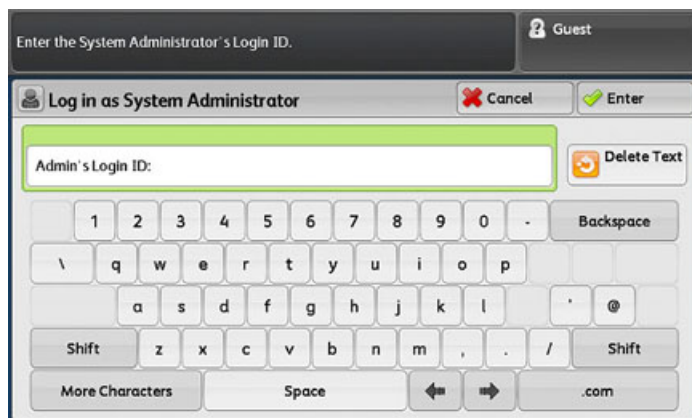 Enter the System Administrator's Login ID.
Guest
Log in as System Administrator
Cancel
Enter
Admin's Login ID:
Delete Text
1 2 3 4 5 6 7 8 9 0 - Backspace
\ q w e r t y u i o p
a s d f g h j k l ' @
Shift z x c v b n m , . / Shift
More Characters Space .com